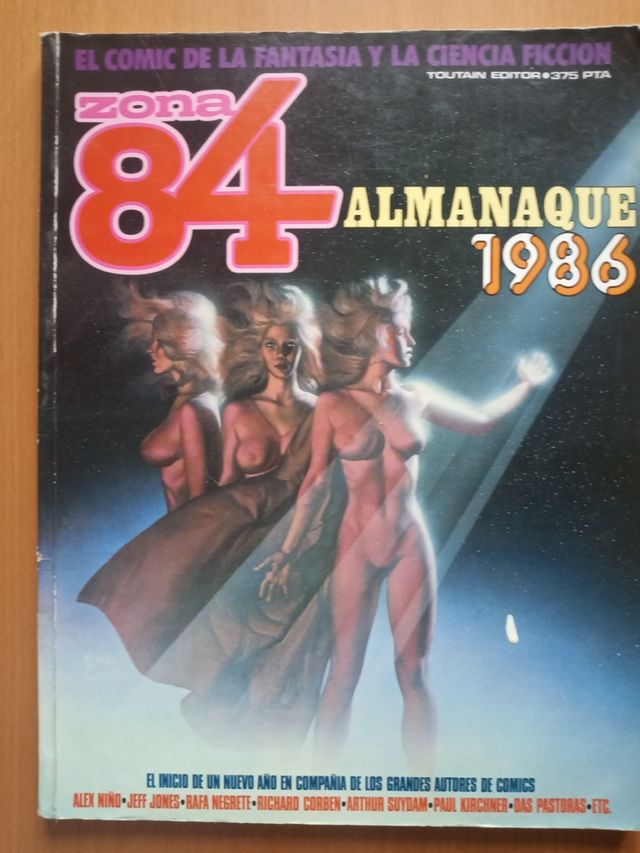 EL COMIC DE LA FANTASIA Y LA CIENCIA FICCION
TOUTAIN EDITOR•375 PTA
zona
84
ALMANAQUE
1986
EL INICIO DE UN NUEVO AÑO EN COMPAÑIA DE LOS GRANDES AUTORES DE COMICS
ALEX NIÑO•JEFF JONES•RAFA NEGRETE•RICHARD CORBEN•ARTHUR SUYDAM•PAUL KIRCHNER•DAS PASTORAS•ETC.